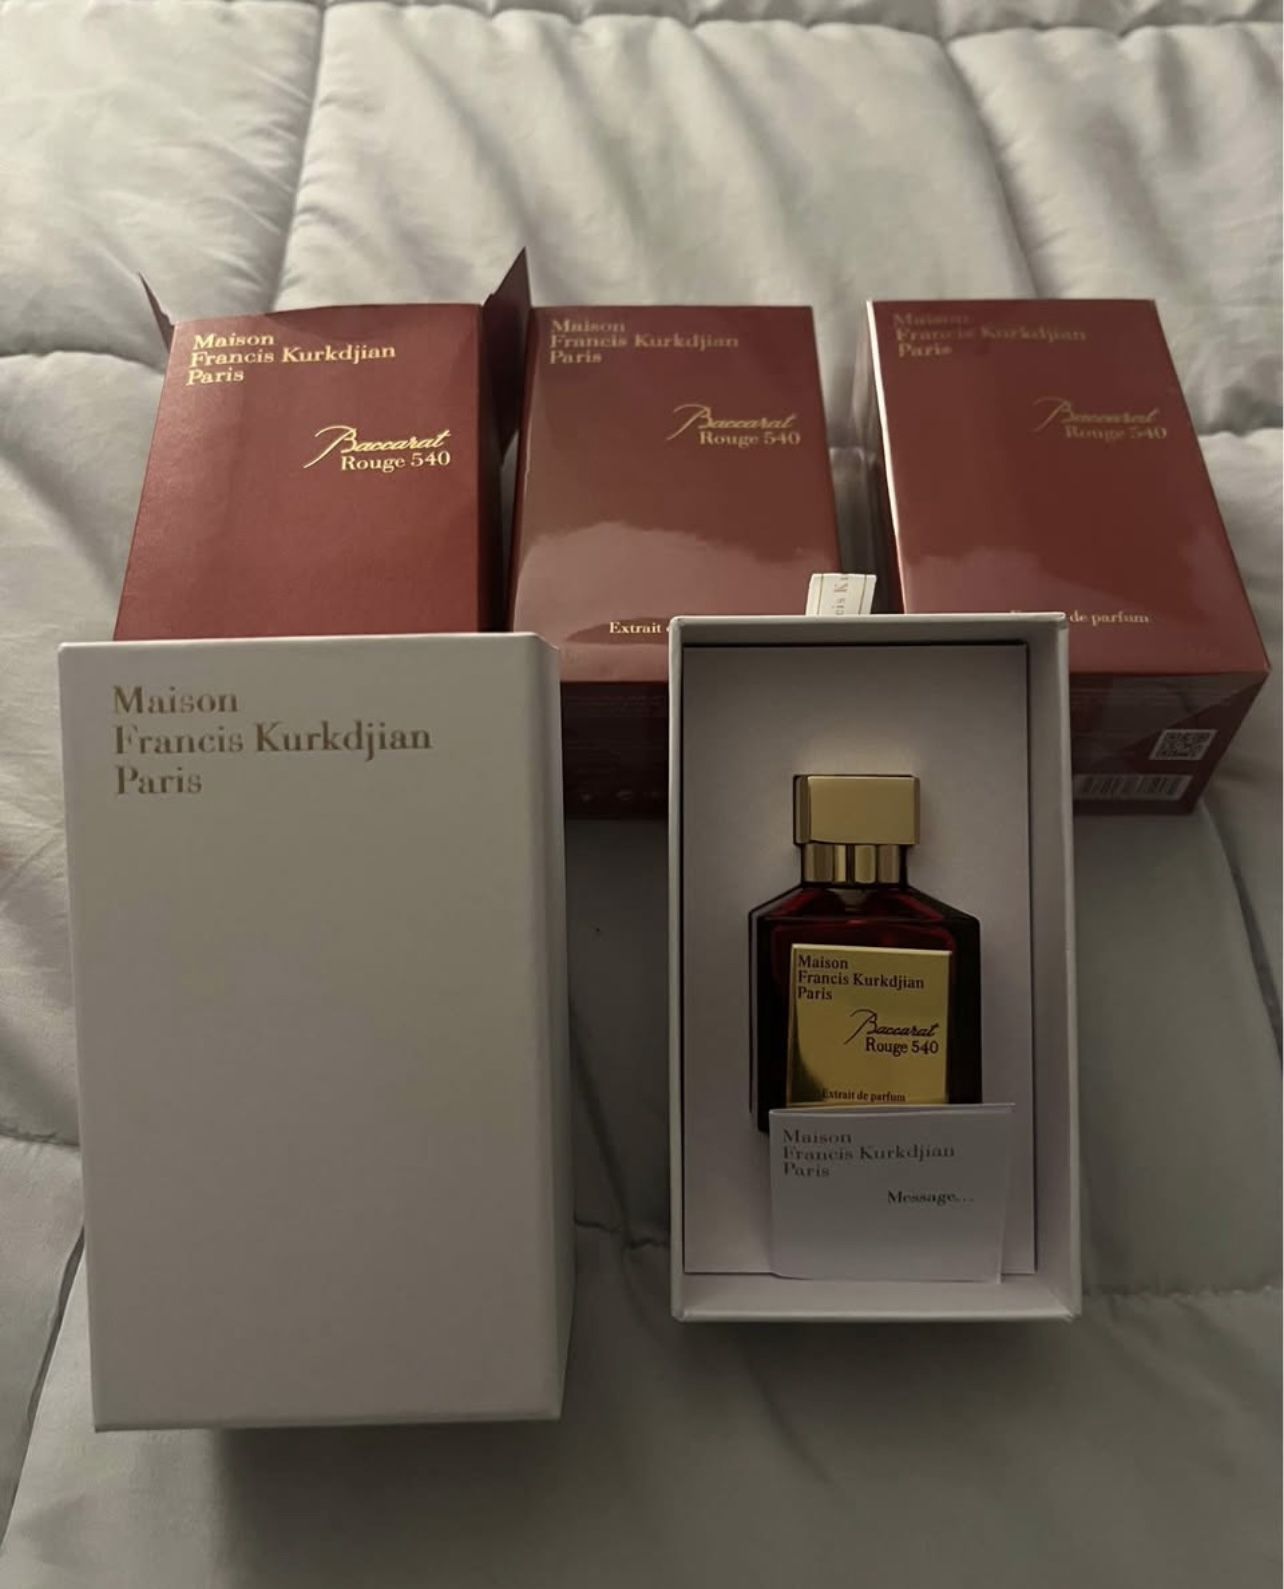 Maison
Francis Kurkdjian
Paris
Baccarat
Rouge 540
Maison
Francis Kurkdjian
Paris
Baccarat
Rouge 540
Extrait
Maison
Francis Kurkdjian
Paris
Baccarat
Rouge 540
de parfum
Maison
Francis Kurkdjian
Paris
Maison
Francis Kurkdjian
Paris
Baccarat
Rouge 540
Extrait de parfum
Maison
Francis Kurkdjian
Paris
Message...